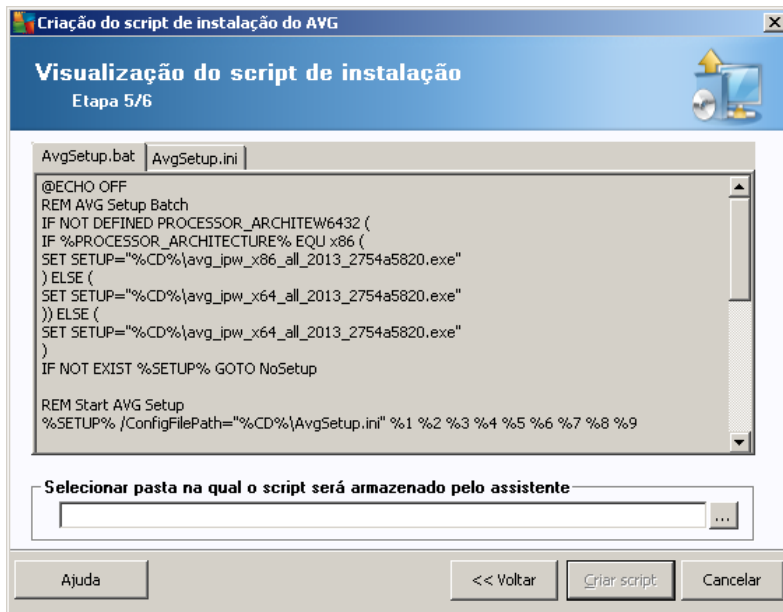 Criação do script de instalação do AVG
Visualização do script de instalação
Etapa 5/6
AvgSetup.bat
AvgSetup.ini
@ECHO OFF
REM AVG Setup Batch
IF NOT DEFINED PROCESSOR_ARCHITEW6432 (
IF %PROCESSOR_ARCHITECTURE% EQU x86 (
SET SETUP="%CD%\avg_ipw_x86_all_2013_2754a5820.exe"
) ELSE (
SET SETUP="%CD%\avg_ipw_x64_all_2013_2754a5820.exe"
)) ELSE (
SET SETUP="%CD%\avg_ipw_x64_all_2013_2754a5820.exe"
)
IF NOT EXIST %SETUP% GOTO NoSetup
REM Start AVG Setup
%SETUP% /ConfigFilePath="%CD%\AvgSetup.ini" %1 %2 %3 %4 %5 %6 %7 %8 %9
Selecionar pasta na qual o script será armazenado pelo assistente
...
Ajuda
<< Voltar
Criar script
Cancelar